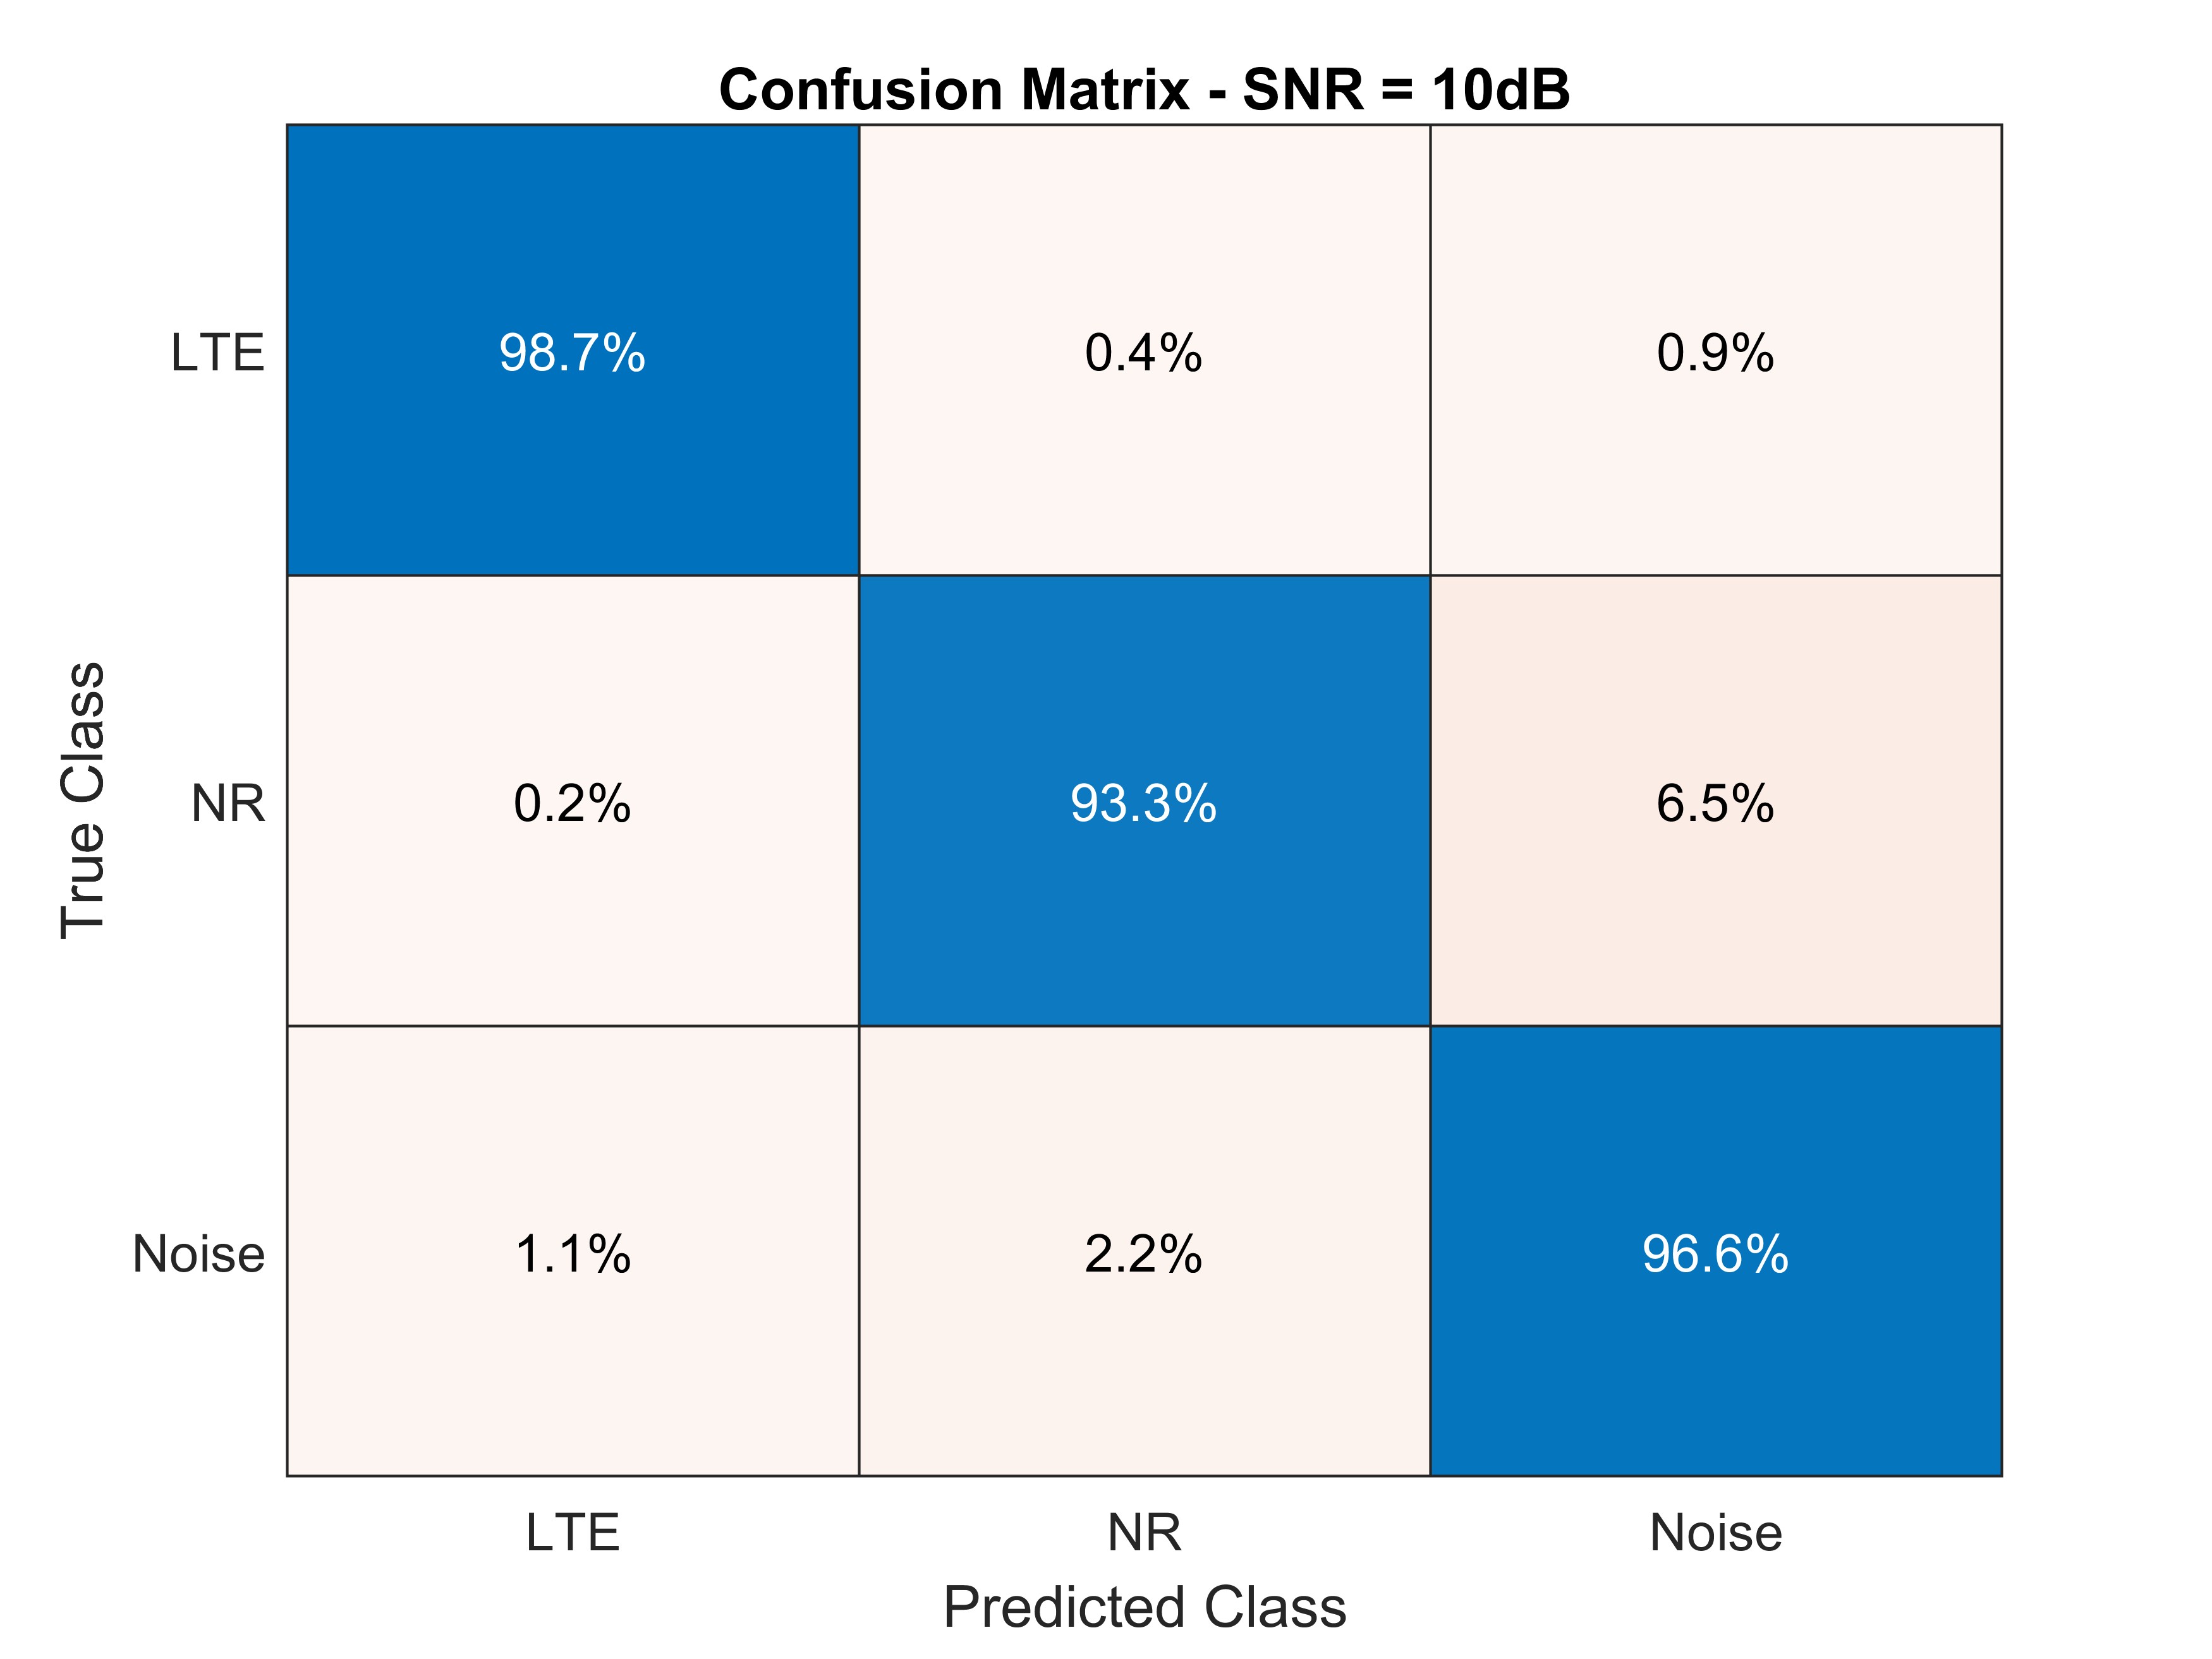 Confusion Matrix - SNR = 10dB
LTE 98.7% 0.4% 0.9%
NR 0.2% 93.3% 6.5%
Noise 1.1% 2.2% 96.6%
True Class
LTE NR Noise
Predicted Class